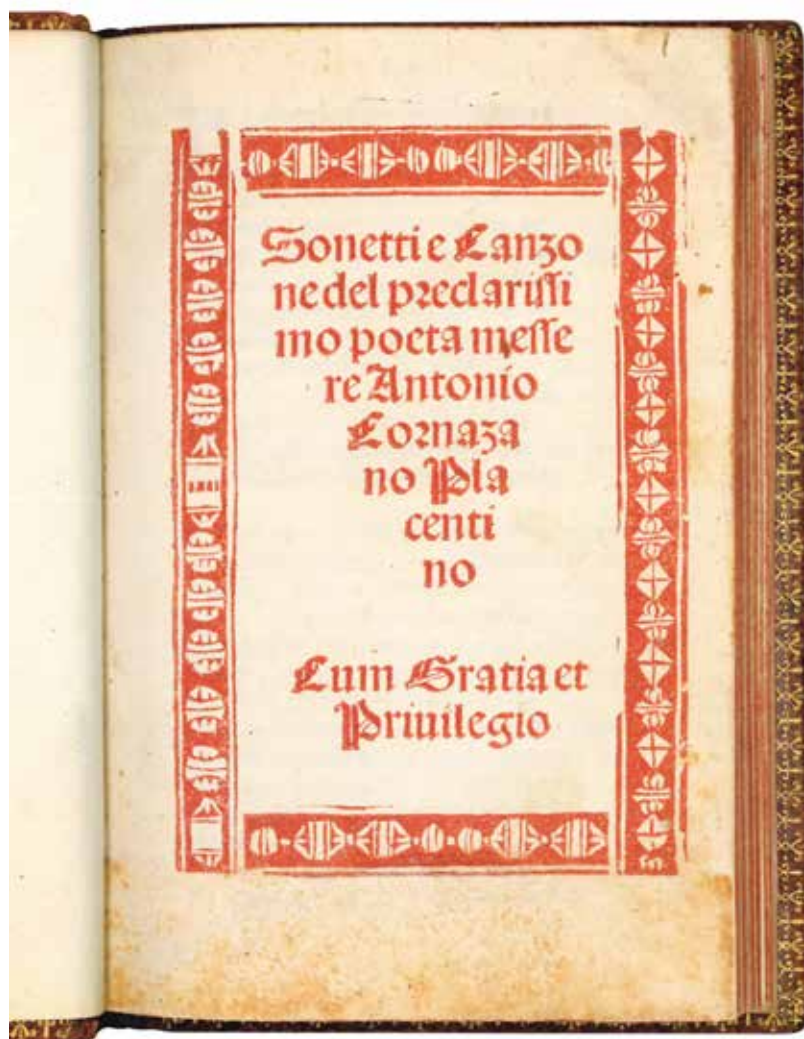 Sonetti e Canzo
ne del preclarissi
mo poeta messe
re Antonio
Cornaza
no Pla
centi
no
Cum Gratia et
Priuilegio